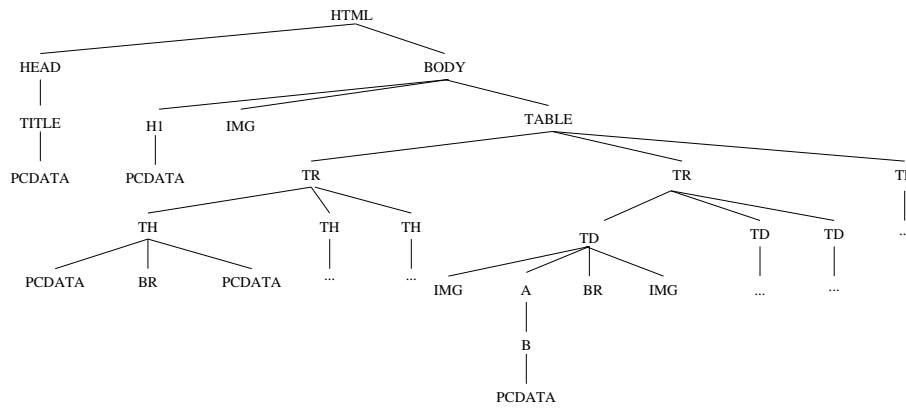 HTML
HEAD BODY
TITLE H1 IMG TABLE
PCDATA PCDATA TR TR
TH TH TH TD TD TD ...
PCDATA BR PCDATA ... ... IMG A BR IMG ... ...
B
PCDATA